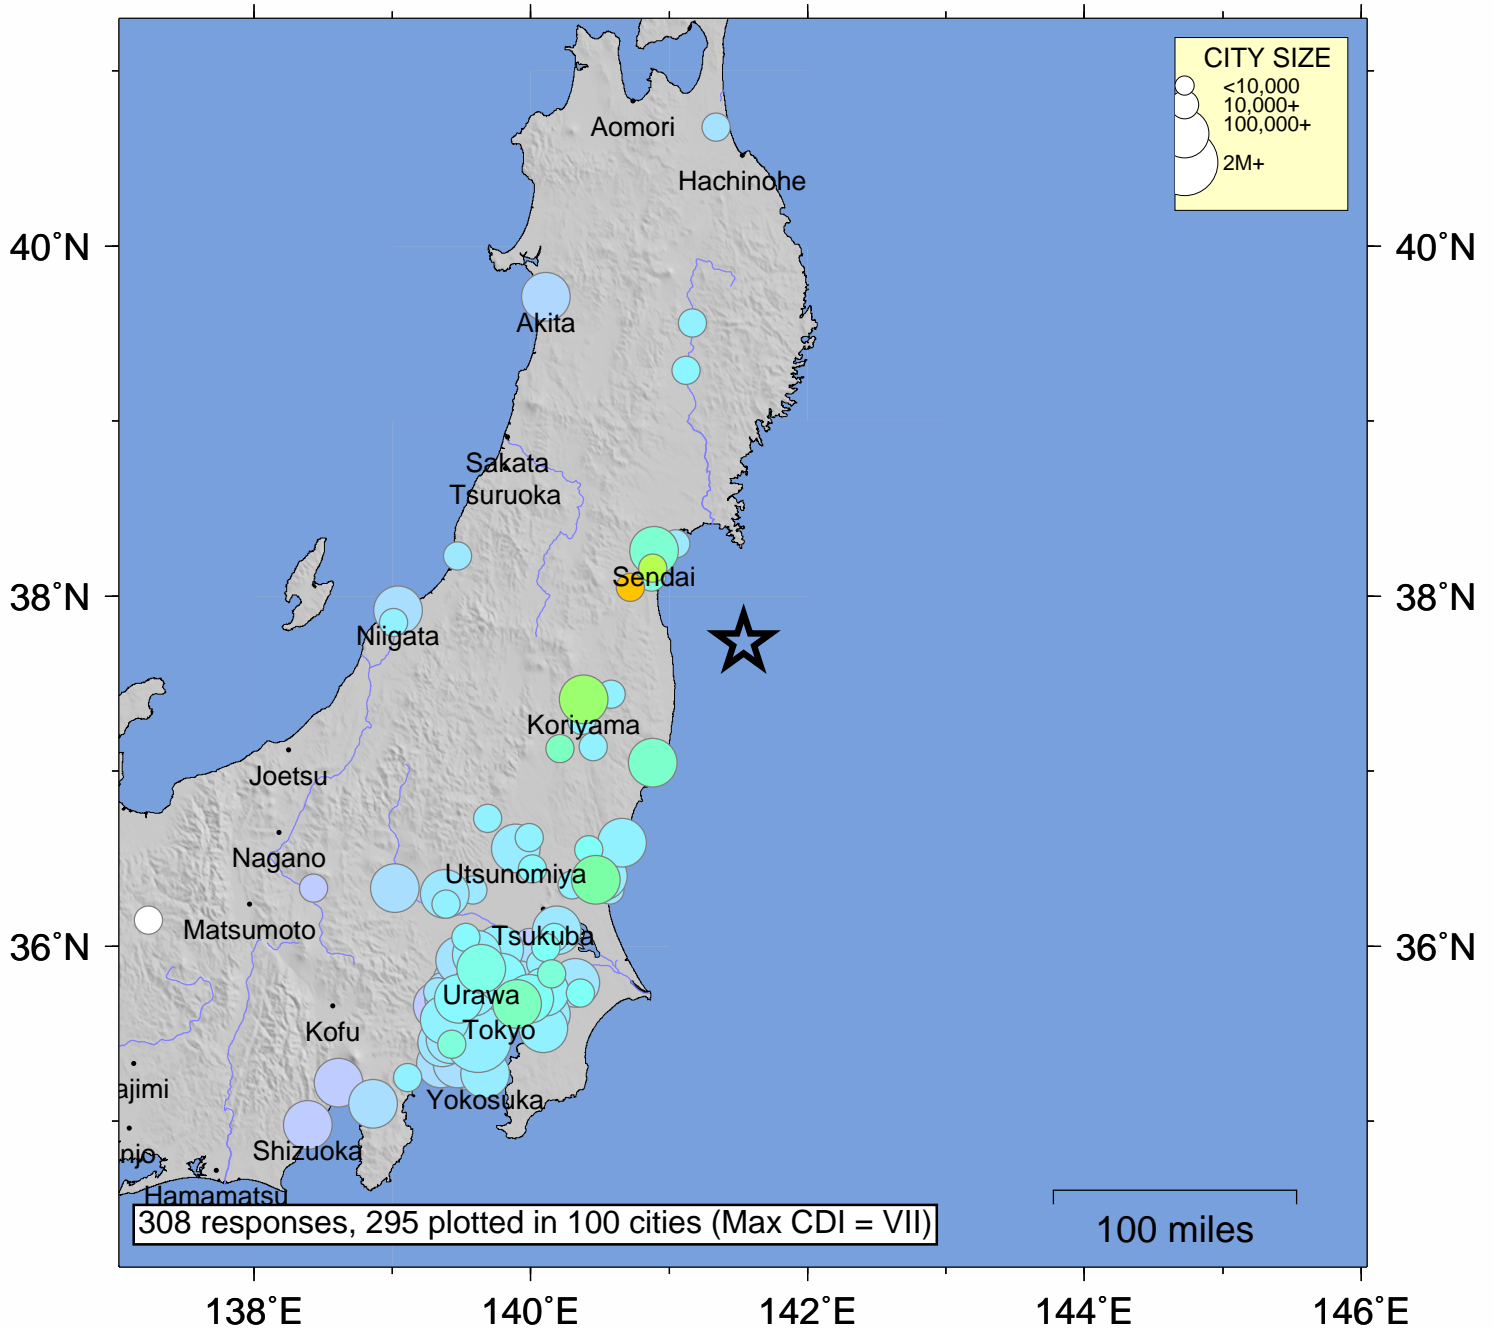 CITY SIZE
<10,000
10,000+
100,000+
2M+
Aomori
Hachinohe
40˚N
40˚N
Akita
Sakata
Tsuruoka
Sendai
38˚N
38˚N
Niigata
Koriyama
Joetsu
Nagano
Utsunomiya
Matsumoto
Tsukuba
36˚N
36˚N
Urawa
Kofu
Tokyo
ajimi
Yokosuka
njo
Shizuoka
Hamamatsu
308 responses, 295 plotted in 100 cities (Max CDI = VII)
100 miles
138˚E
140˚E
142˚E
144˚E
146˚E